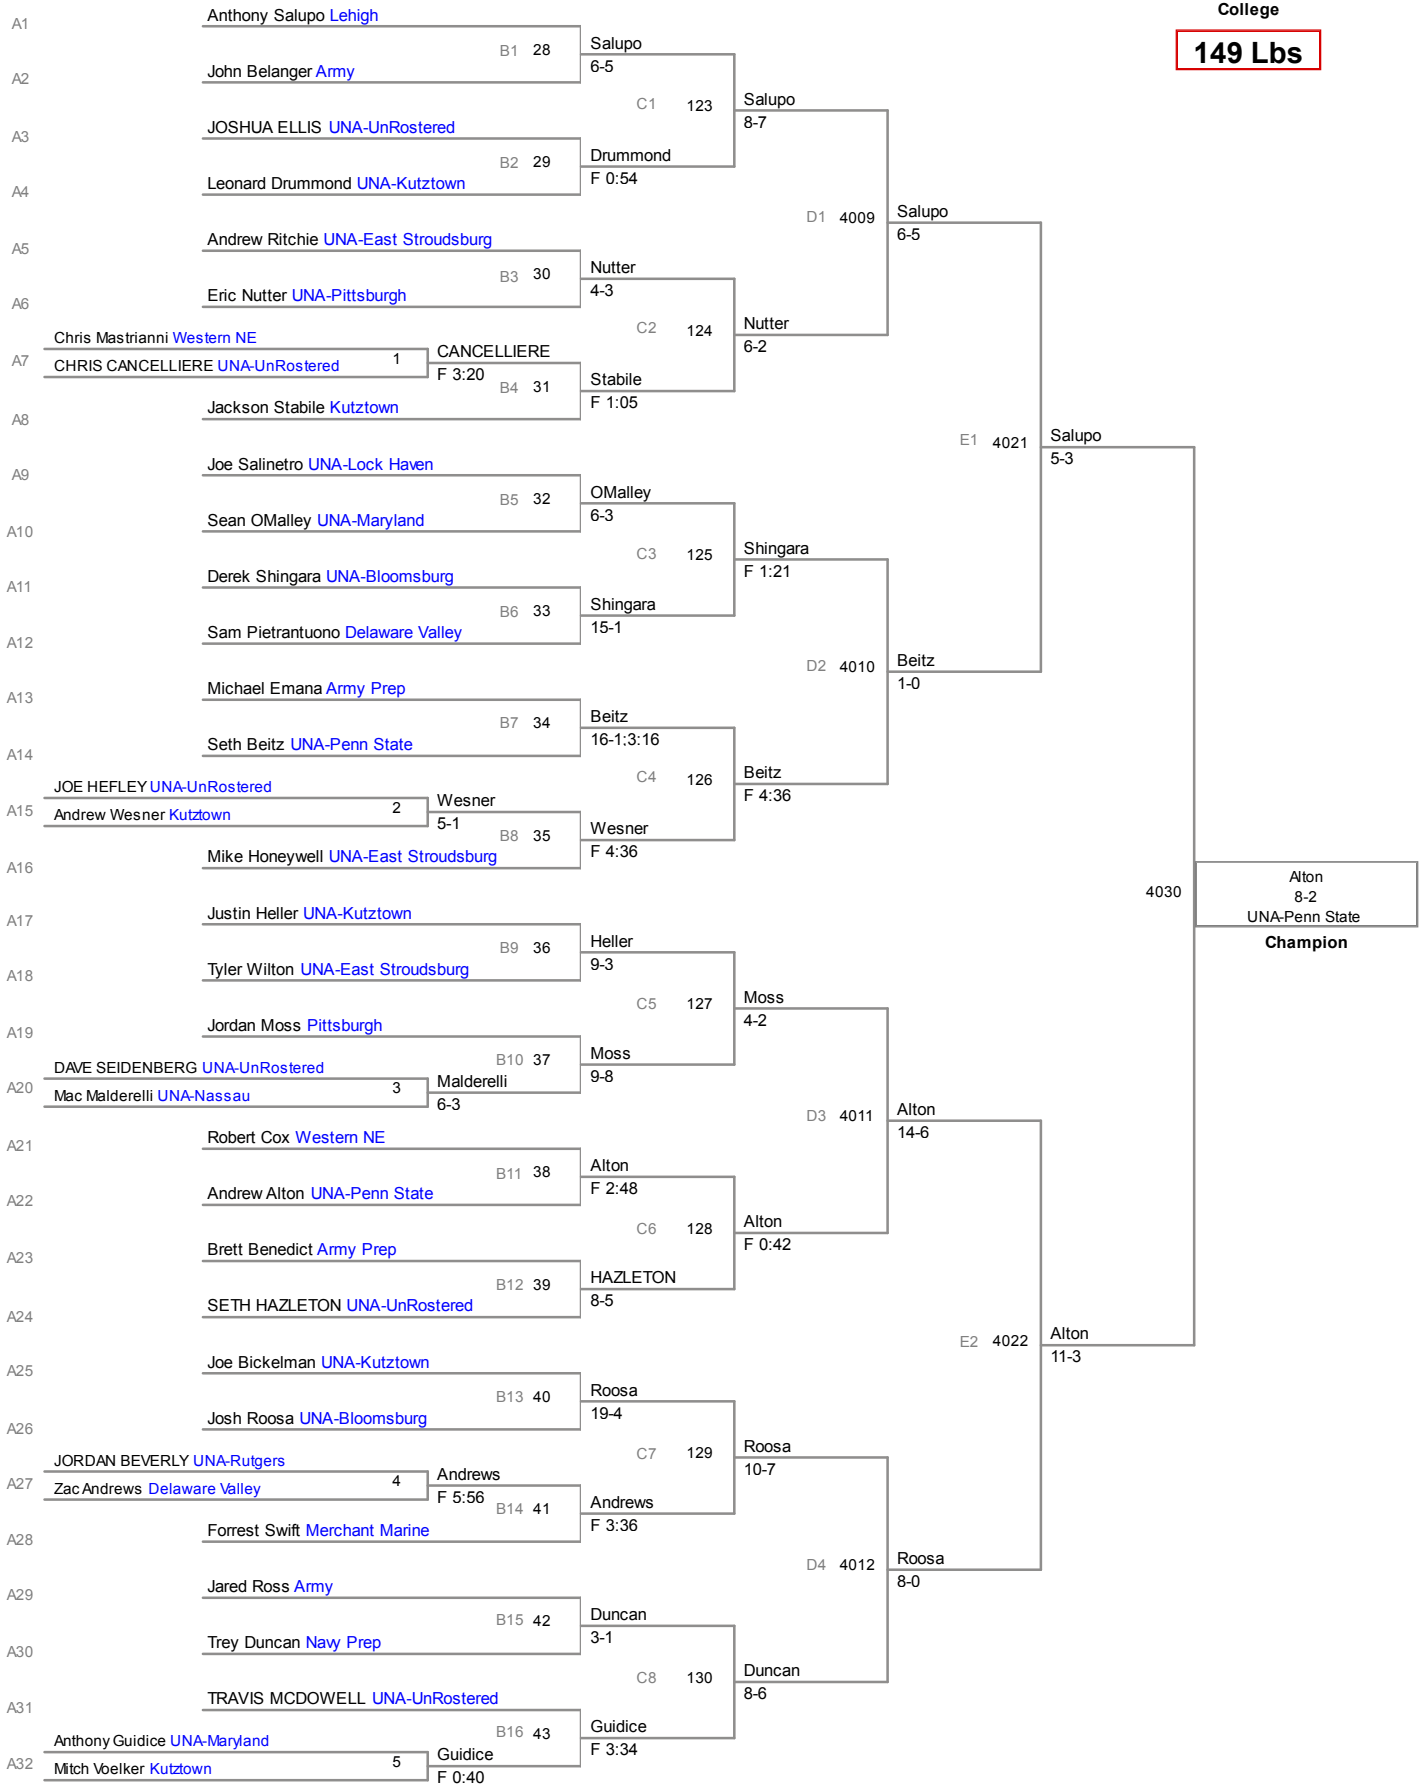 College
149 Lbs
A1
Anthony Salupo Lehigh
B1 28
Salupo
6-5
A2
John Belanger Army
C1 123
Salupo
8-7
A3
JOSHUA ELLIS UNA-UnRostered
B2 29
Drummond
F 0:54
A4
Leonard Drummond UNA-Kutztown
D1 4009
Salupo
6-5
A5
Andrew Ritchie UNA-East Stroudsburg
B3 30
Nutter
4-3
A6
Eric Nutter UNA-Pittsburgh
C2 124
Nutter
6-2
Chris Mastrianni Western NE
A7
1
CHRIS CANCELLIERE UNA-UnRostered
CANCELLIERE
F 3:20
B4 31
Stabile
F 1:05
A8
Jackson Stabile Kutztown
E1 4021
Salupo
5-3
A9
Joe Salinetro UNA-Lock Haven
B5 32
OMalley
6-3
A10
Sean OMalley UNA-Maryland
C3 125
Shingara
F 1:21
A11
Derek Shingara UNA-Bloomsburg
B6 33
Shingara
15-1
A12
Sam Pietrantuono Delaware Valley
D2 4010
Beitz
1-0
A13
Michael Emana Army Prep
B7 34
Beitz
16-1;3:16
A14
Seth Beitz UNA-Penn State
C4 126
Beitz
F 4:36
JOE HEFLEY UNA-UnRostered
A15
2
Andrew Wesner Kutztown
Wesner
5-1
B8 35
Wesner
F 4:36
A16
Mike Honeywell UNA-East Stroudsburg
4030
Alton
8-2
UNA-Penn State
Champion
A17
Justin Heller UNA-Kutztown
B9 36
Heller
9-3
A18
Tyler Wilton UNA-East Stroudsburg
C5 127
Moss
4-2
A19
Jordan Moss Pittsburgh
B10 37
Moss
9-8
DAVE SEIDENBERG UNA-UnRostered
A20
3
Mac Malderelli UNA-Nassau
Malderelli
6-3
D3 4011
Alton
14-6
A21
Robert Cox Western NE
B11 38
Alton
F 2:48
A22
Andrew Alton UNA-Penn State
C6 128
Alton
F 0:42
A23
Brett Benedict Army Prep
B12 39
HAZLETON
8-5
A24
SETH HAZLETON UNA-UnRostered
E2 4022
Alton
11-3
A25
Joe Bickelman UNA-Kutztown
B13 40
Roosa
19-4
A26
Josh Roosa UNA-Bloomsburg
C7 129
Roosa
10-7
JORDAN BEVERLY UNA-Rutgers
A27
4
Zac Andrews Delaware Valley
Andrews
F 5:56
B14 41
Andrews
F 3:36
A28
Forrest Swift Merchant Marine
D4 4012
Roosa
8-0
A29
Jared Ross Army
B15 42
Duncan
3-1
A30
Trey Duncan Navy Prep
C8 130
Duncan
8-6
A31
TRAVIS MCDOWELL UNA-UnRostered
B16 43
Guidice
F 3:34
Anthony Guidice UNA-Maryland
A32
5
Mitch Voelker Kutztown
Guidice
F 0:40